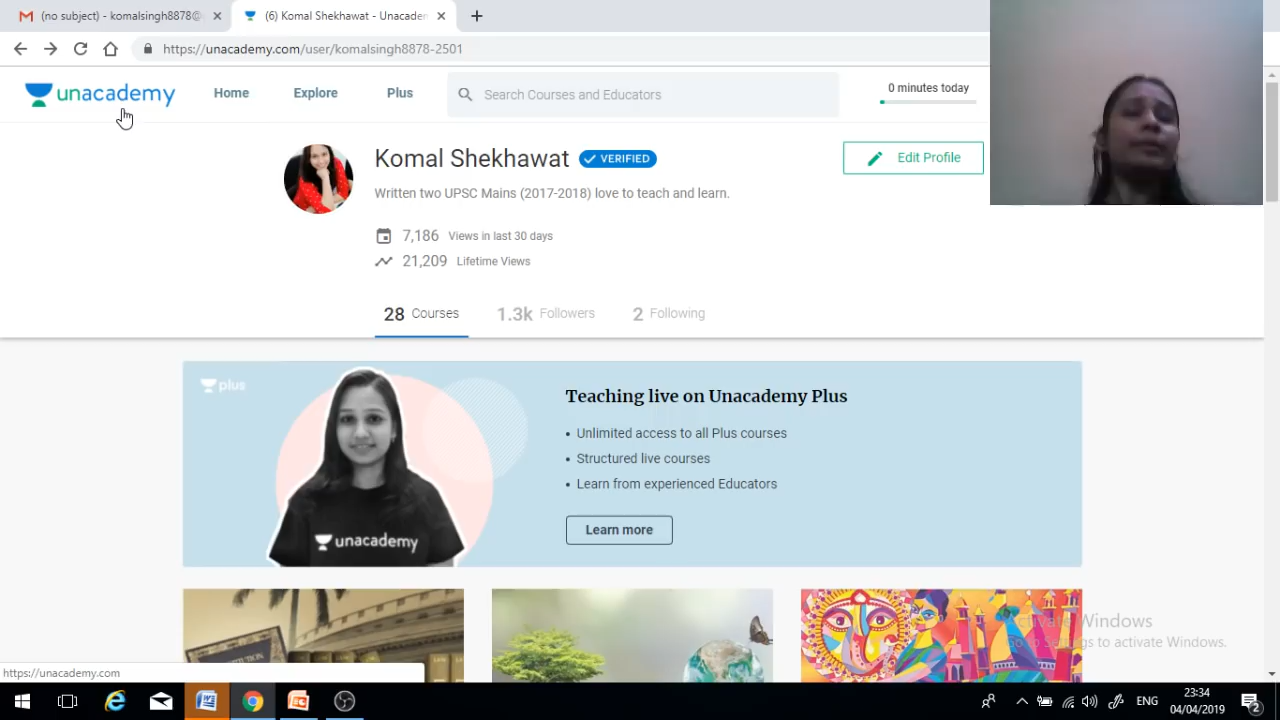 (no subject) - komalsingh8878@
(6) Komal Shekhawat - Unacadem
https://unacademy.com/user/komalsingh8878-2501
unacademy
Home
Explore
Plus
Search Courses and Educators
0 minutes today
Komal Shekhawat
VERIFIED
Edit Profile
Written two UPSC Mains (2017-2018) love to teach and learn.
7,186 Views in last 30 days
21,209 Lifetime Views
28 Courses
1.3k Followers
2 Following
plus
Teaching live on Unacademy Plus
• Unlimited access to all Plus courses
• Structured live courses
• Learn from experienced Educators
Learn more
unacademy
Activate Windows
Go to Settings to activate Windows.
https://unacademy.com
ENG
23:34
04/04/2019
2